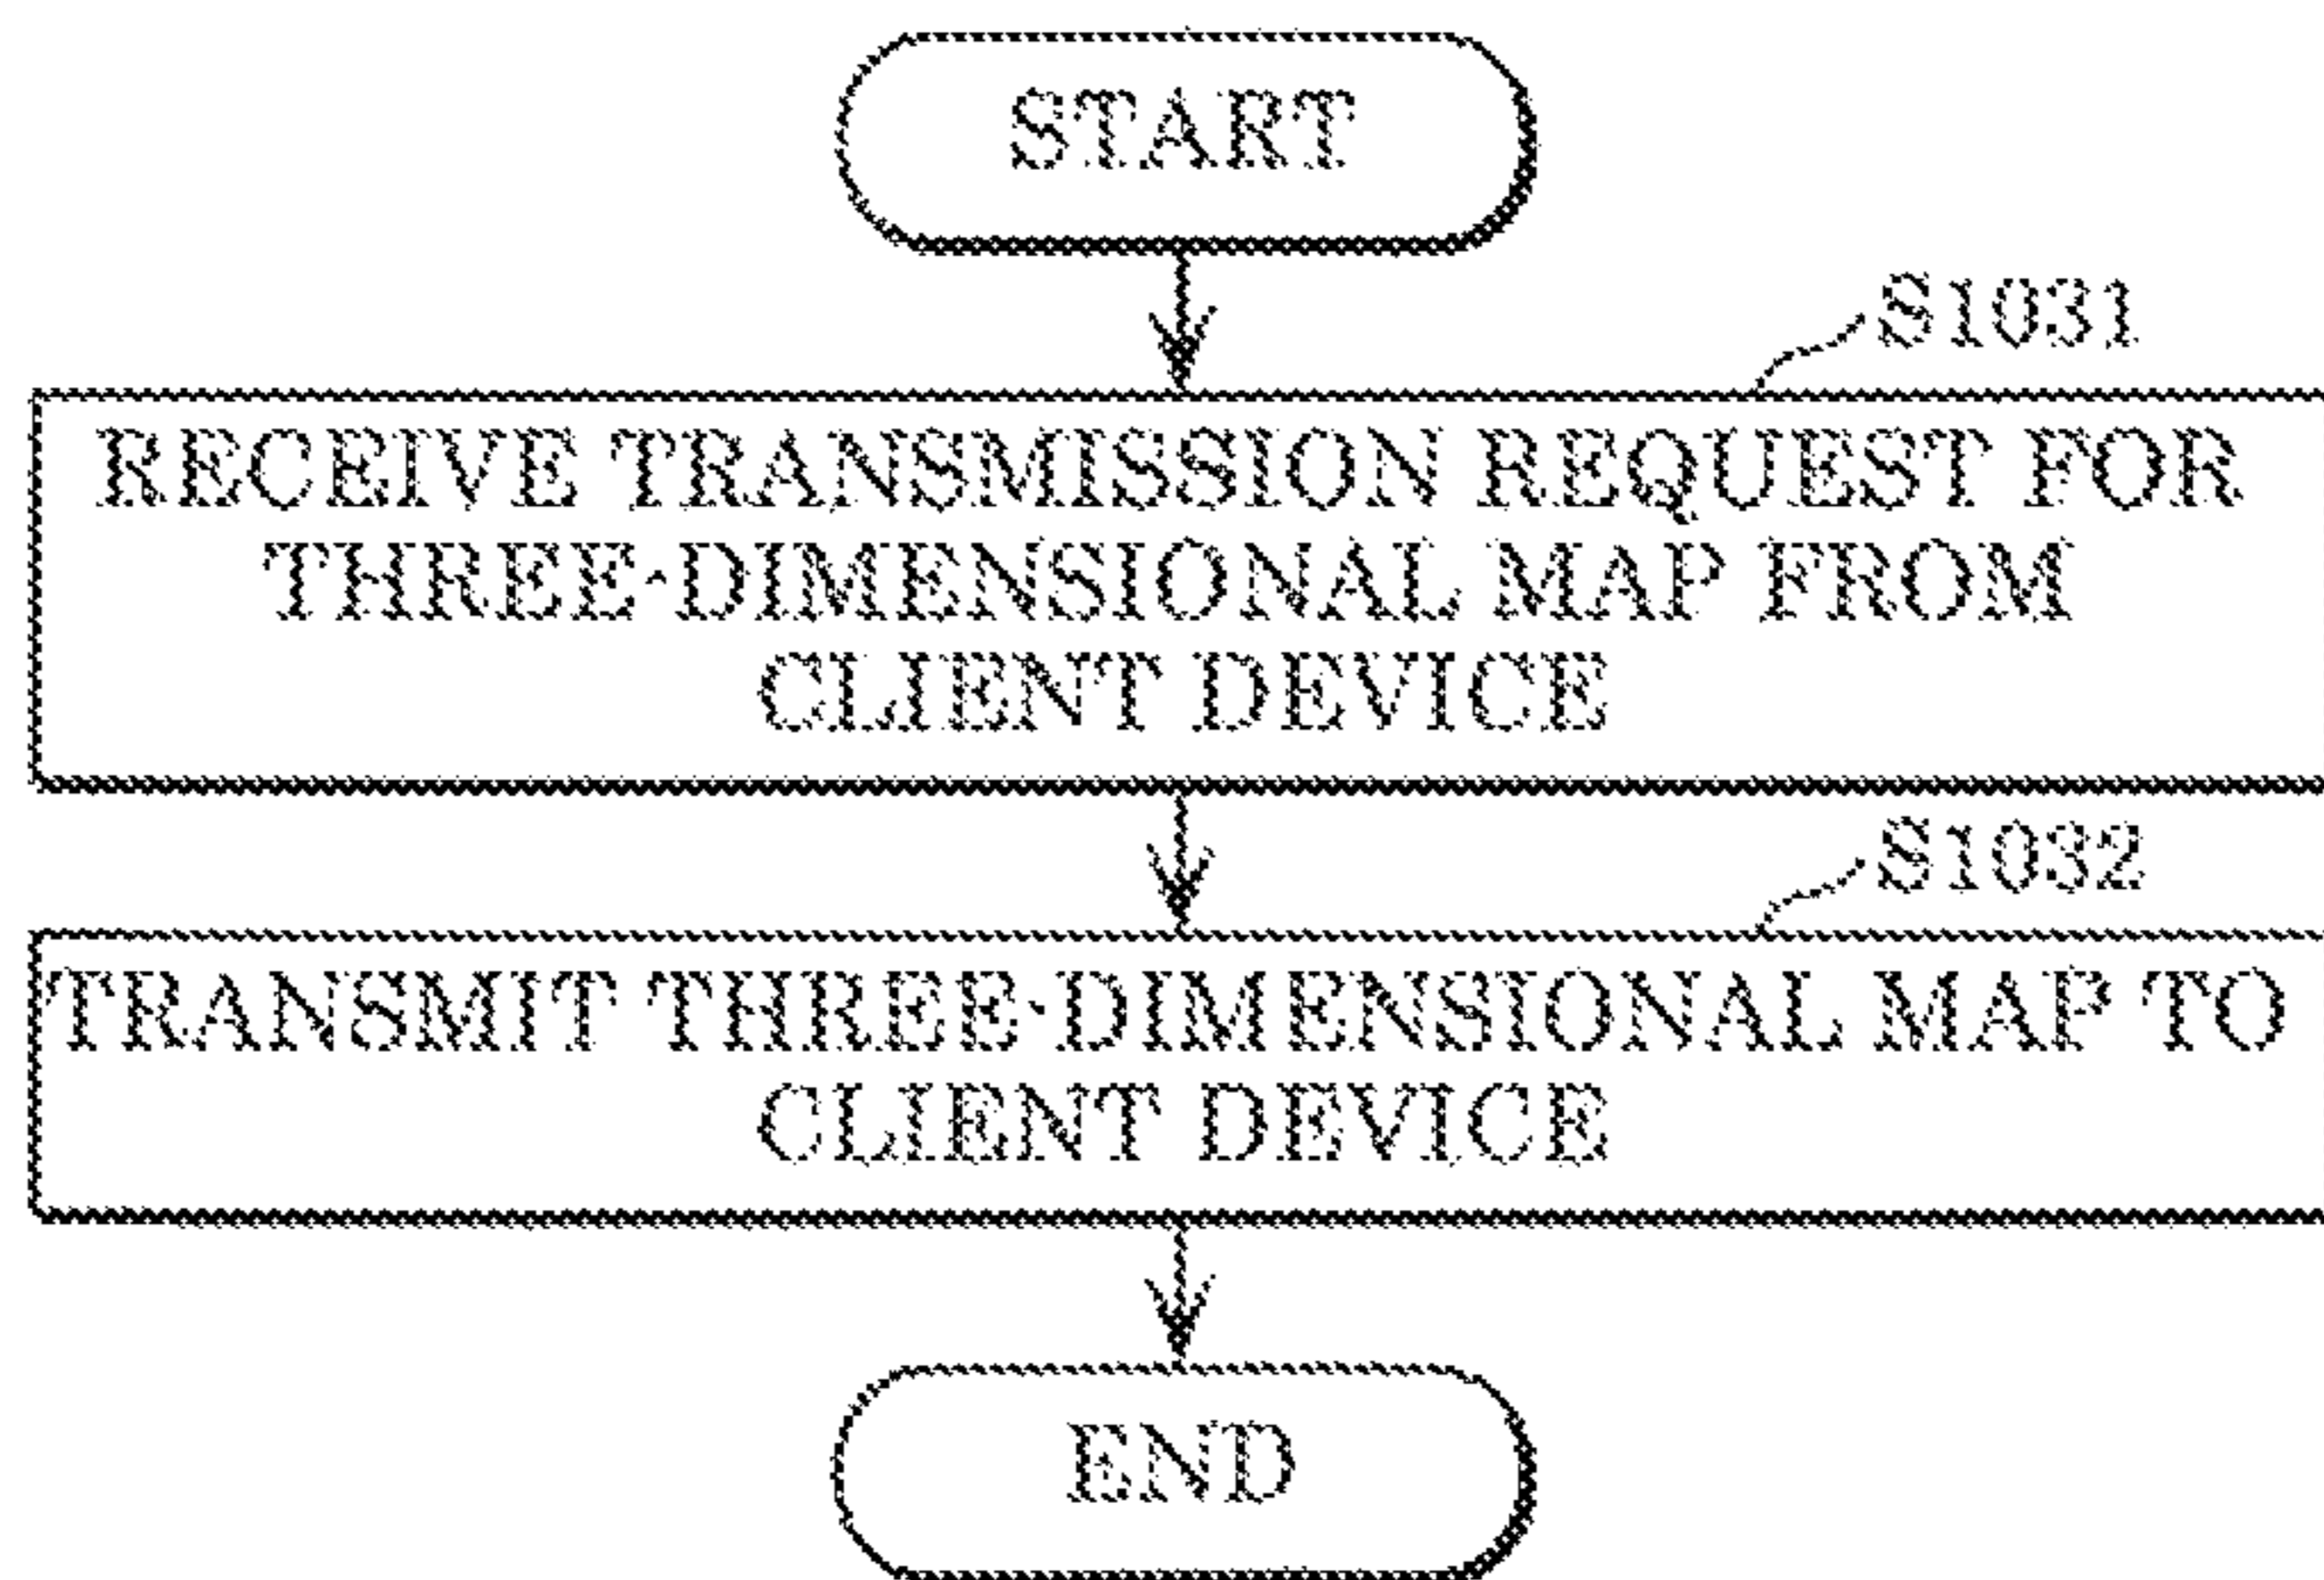 START
S1031
RECEIVE TRANSMISSION REQUEST FOR
THREE-DIMENSIONAL MAP FROM
CLIENT DEVICE
S1032
TRANSMIT THREE-DIMENSIONAL MAP TO
CLIENT DEVICE
END